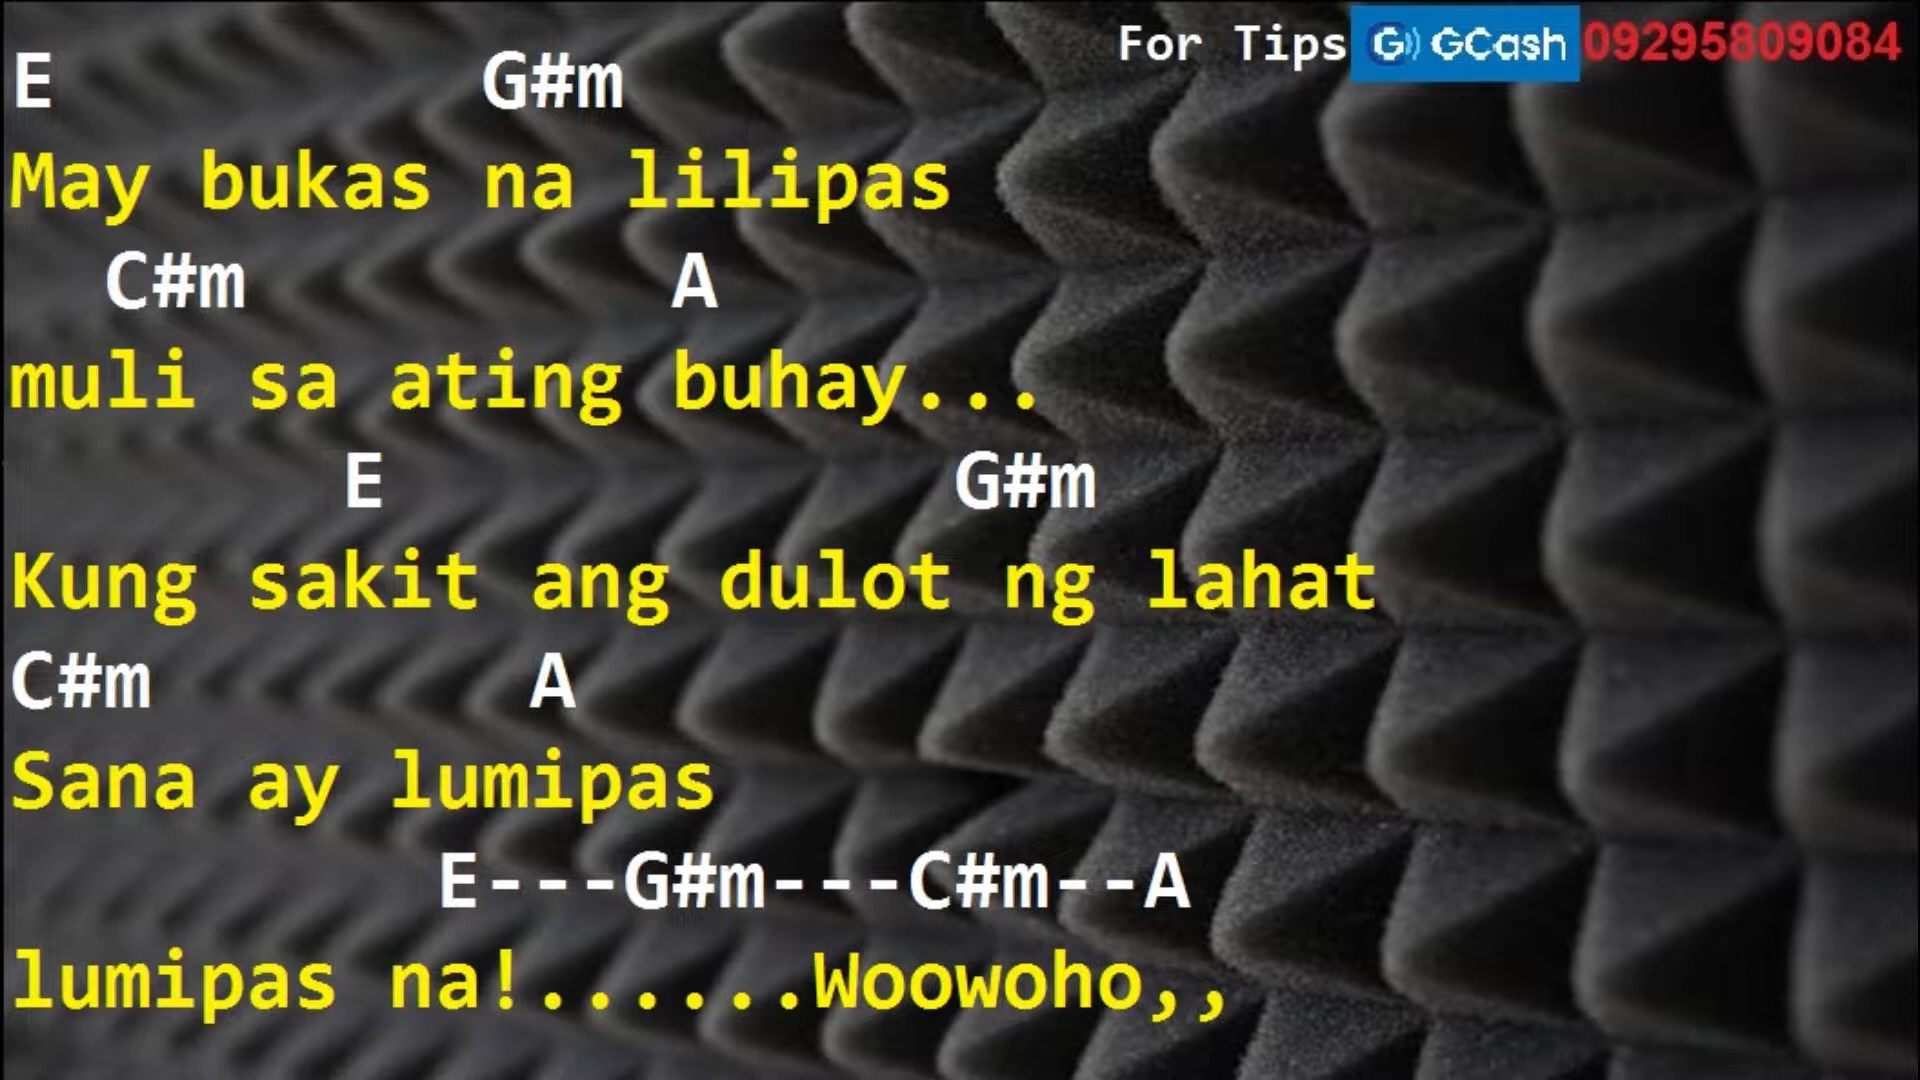 For Tips G)) GCash 09295809084
E G#m
May bukas na lilipas
C#m A
muli sa ating buhay...
E G#m
Kung sakit ang dulot ng lahat
C#m A
Sana ay lumipas
E---G#m---C#m--A
lumipas na!......Woowoho,,